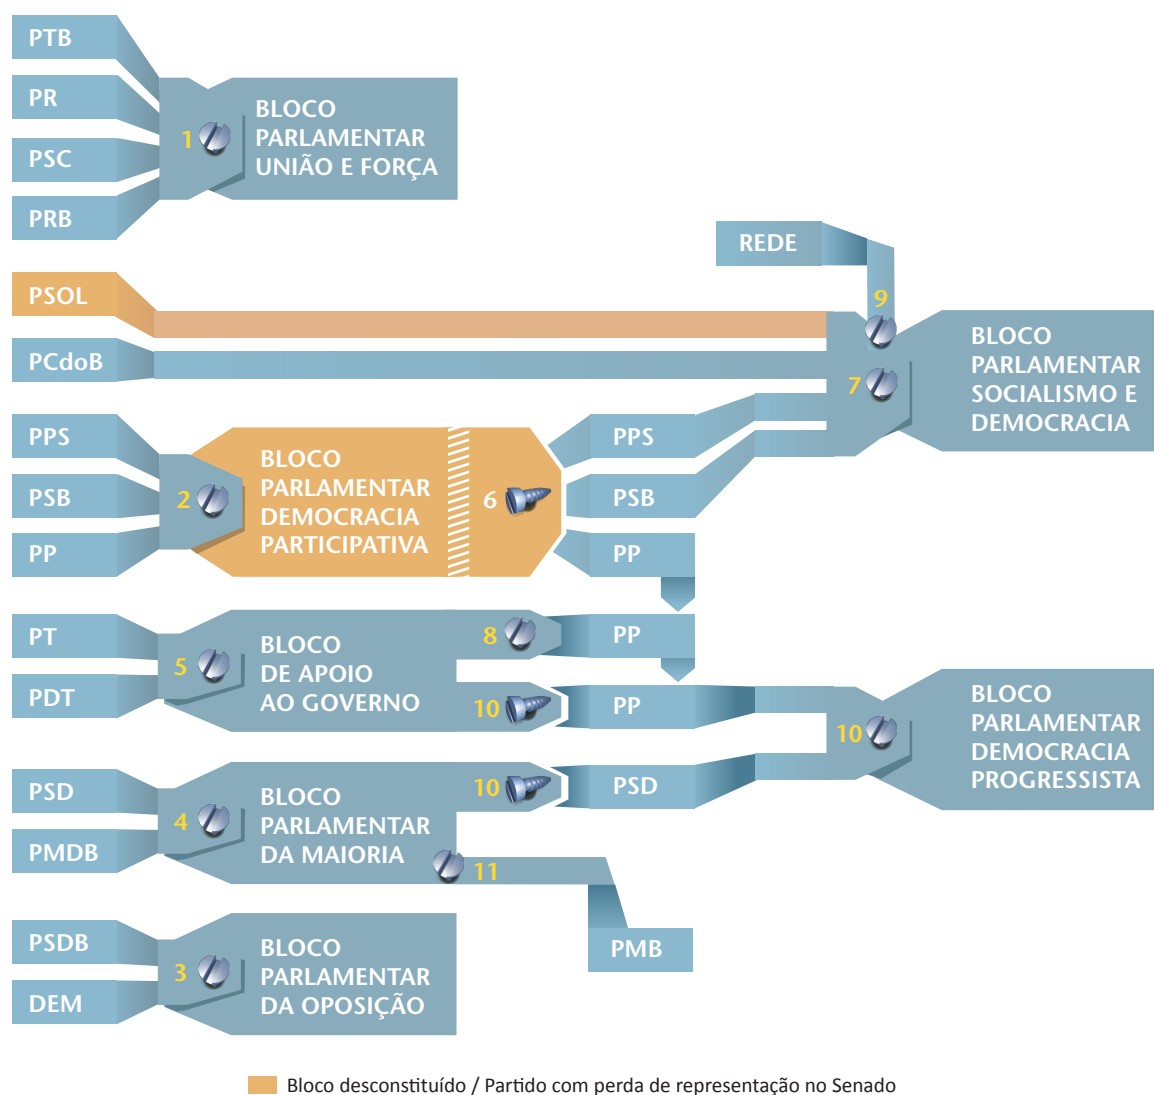 PTB
PR
PSC
PRB
1
BLOCO
PARLAMENTAR
UNIÃO E FORÇA
REDE
9
PSOL
PCdoB
7
BLOCO
PARLAMENTAR
SOCIALISMO E
DEMOCRACIA
PPS
PSB
PP
2
BLOCO
PARLAMENTAR
DEMOCRACIA
PARTICIPATIVA
6
PPS
PSB
PP
PT
PDT
5
BLOCO
DE APOIO
AO GOVERNO
8
PP
10
PP
10
BLOCO
PARLAMENTAR
DEMOCRACIA
PROGRESSISTA
PSD
PMDB
4
BLOCO
PARLAMENTAR
DA MAIORIA
10
PSD
11
PMB
PSDB
DEM
3
BLOCO
PARLAMENTAR
DA OPOSIÇÃO
Bloco desconstituído / Partido com perda de representação no Senado